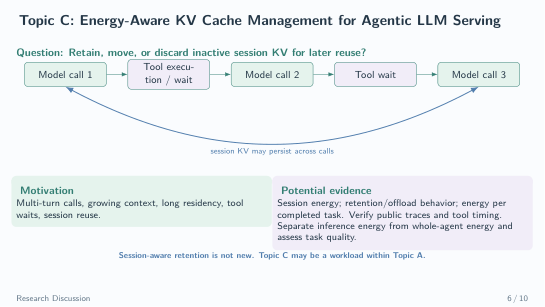 Topic C: Energy-Aware KV Cache Management for Agentic LLM Serving
Question: Retain, move, or discard inactive session KV for later reuse?
Model call 1
Tool execu-
tion / wait
Model call 2
Tool wait
Model call 3
session KV may persist across calls
Motivation
Multi-turn calls, growing context, long residency, tool
waits, session reuse.
Potential evidence
Session energy; retention/offload behavior; energy per
completed task. Verify public traces and tool timing.
Separate inference energy from whole-agent energy and
assess task quality.
Session-aware retention is not new. Topic C may be a workload within Topic A.
Research Discussion
6 / 10